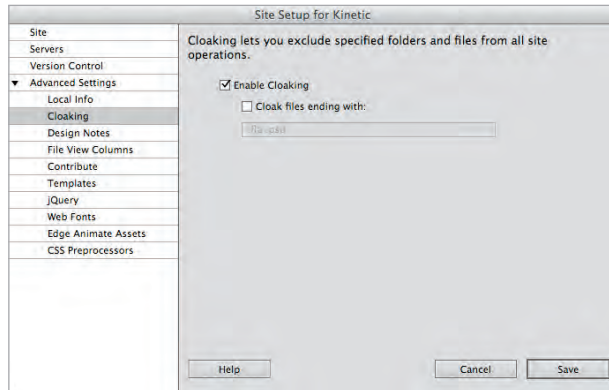 Site Setup for Kinetic
Site
Servers
Version Control
Advanced Settings
Local Info
Cloaking
Design Notes
File View Columns
Contribute
Templates
jQuery
Web Fonts
Edge Animate Assets
CSS Preprocessors
Cloaking lets you exclude specified folders and files from all site
operations.
Enable Cloaking
Cloak files ending with:
Help
Cancel
Save